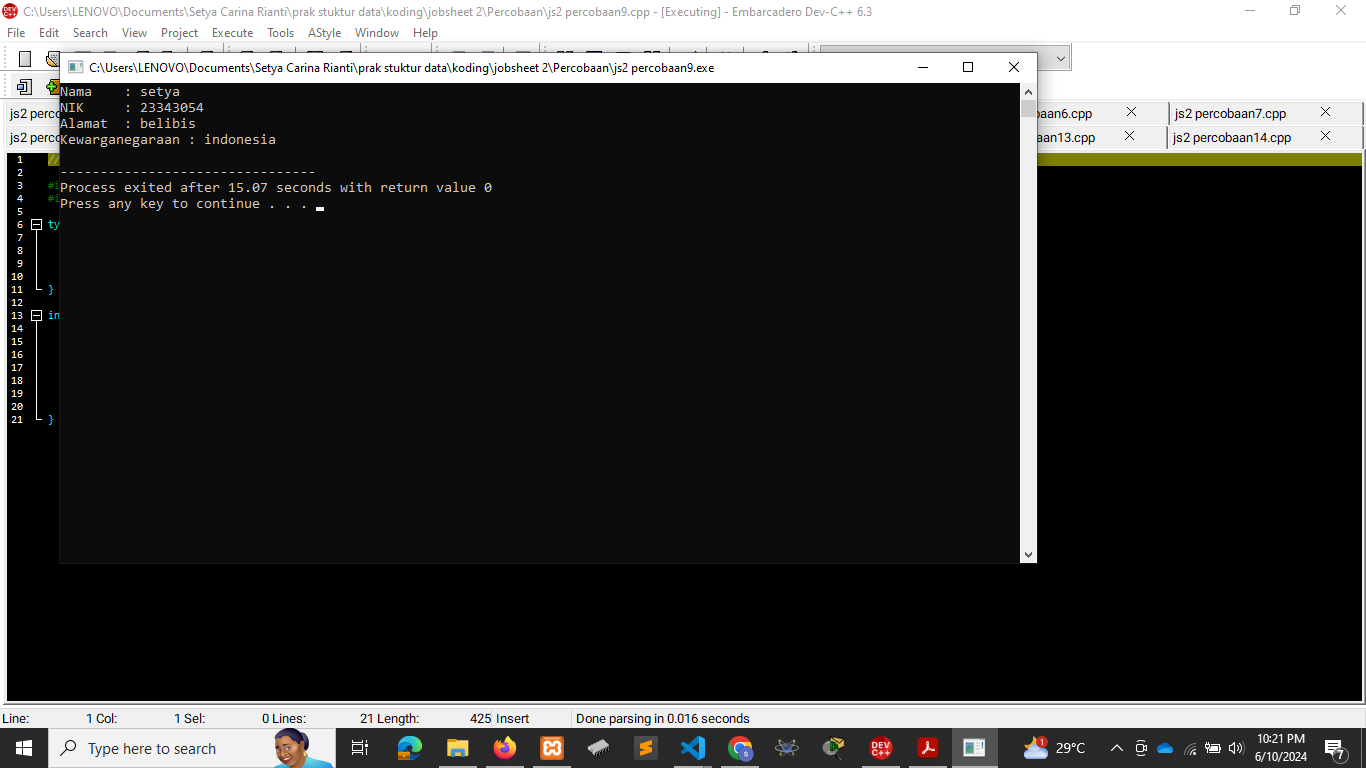 C:\Users\LENOVO\Documents\Setya Carina Rianti\prak stuktur data\koding\jobsheet 2\Percobaan\js2 percobaan9.cpp - [Executing] - Embarcadero Dev-C++ 6.3
File Edit Search View Project Execute Tools AStyle Window Help
C:\Users\LENOVO\Documents\Setya Carina Rianti\prak stuktur data\koding\jobsheet 2\Percobaan\js2 percobaan9.exe
Nama : setya
NIK : 23343054
Alamat : belibis
Kewarganegaraan : indonesia
--------------------------------
Process exited after 15.07 seconds with return value 0
Press any key to continue . . .
js2 perco
baan6.cpp
js2 percobaan7.cpp
js2 perco
aan13.cpp
js2 percobaan14.cpp
1 //
2
3 #i
4 #i
5
6 ty
7
8
9
10
11 }
12
13 in
14
15
16
17
18
19
20
21 }
Line: 1 Col: 1 Sel: 0 Lines: 21 Length: 425 Insert Done parsing in 0.016 seconds
Type here to search
DEV C++
1
29°C
10:21 PM
6/10/2024
7